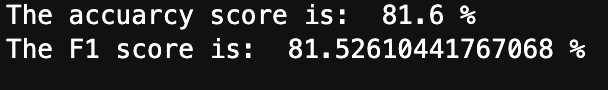 The accuarcy score is:  81.6 %
The F1 score is:  81.52610441767068 %